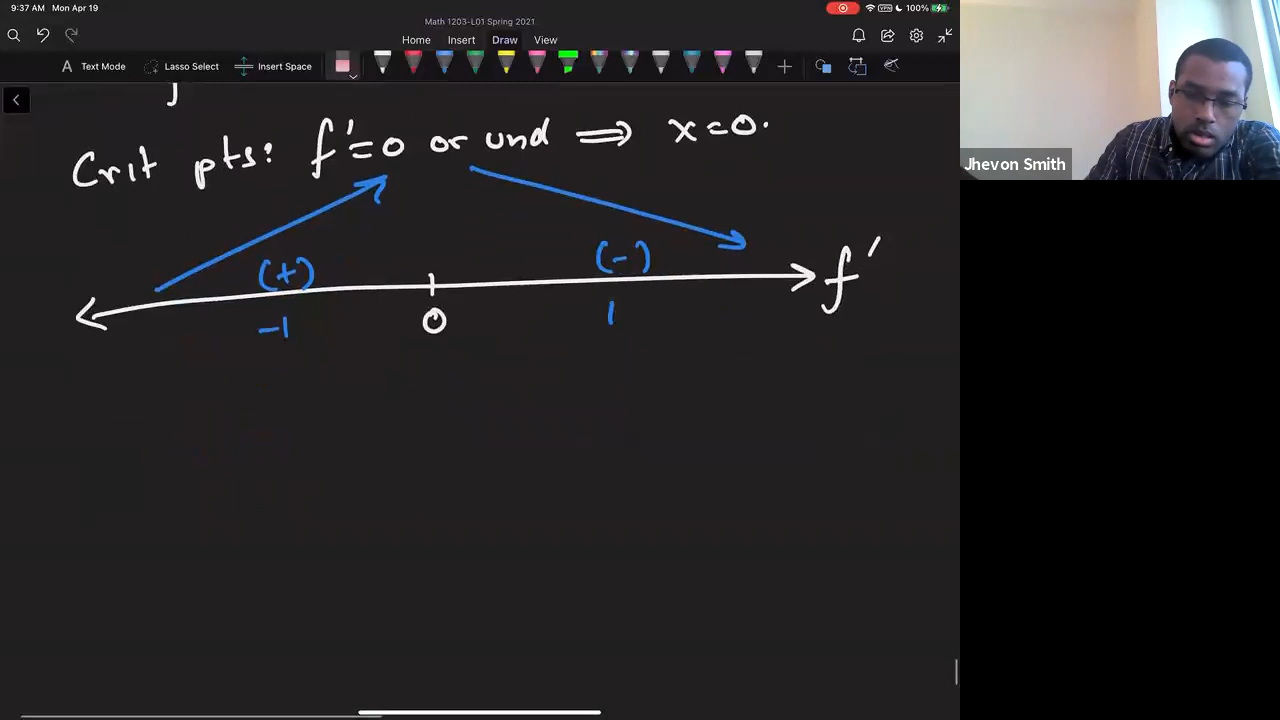 9:37 AM Mon Apr 19
100%
Math 1203-L01 Spring 2021
Home Insert Draw View
Text Mode Lasso Select Insert Space
Crit pts: f'=0 or und ⟹ x=0.
(+) (-) f'
-1 0 1
Jhevon Smith